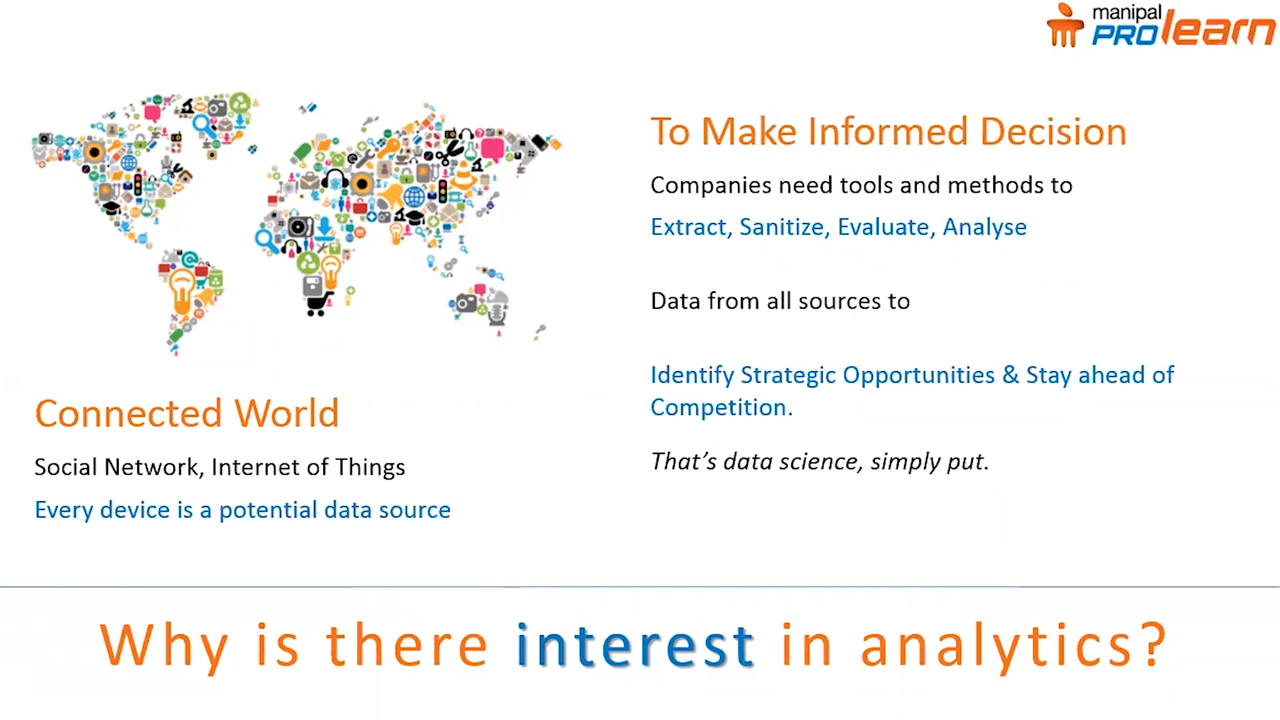 manipal
PROlearn
To Make Informed Decision
Companies need tools and methods to
Extract, Sanitize, Evaluate, Analyse
Data from all sources to
Identify Strategic Opportunities & Stay ahead of
Competition.
That's data science, simply put.
Connected World
Social Network, Internet of Things
Every device is a potential data source
Why is there interest in analytics?